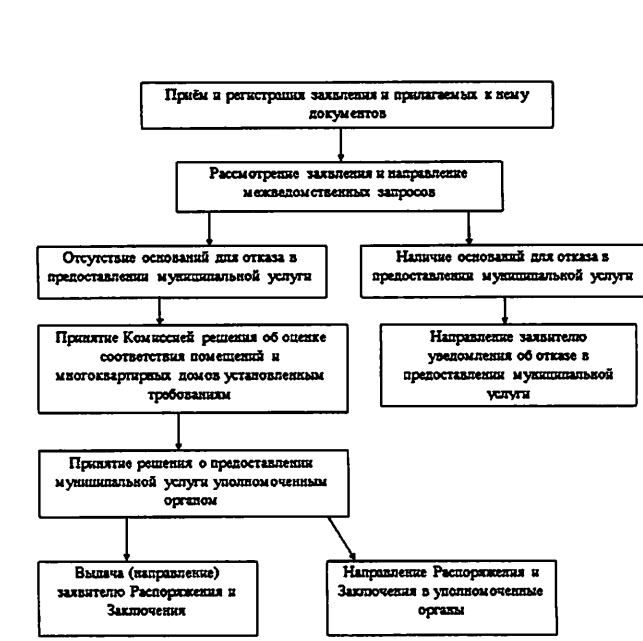 Приём и регистрация заявления и прилагаемых к нему
документов
Рассмотрение заявления и направление
межведомственных запросов
Отсутствие оснований для отказа в
предоставлении муниципальной услуги
Наличие оснований для отказа в
предоставлении муниципальной услуги
Принятие Комиссией решения об оценке
соответствия помещений и
многоквартирных домов установленным
требованиям
Направление заявителю
уведомления об отказе в
предоставлении муниципальной
услуги
Принятие решения о предоставлении
муниципальной услуги уполномоченным
органом
Выдача (направление)
заявителю Распоряжения и
Заключения
Направление Распоряжения и
Заключения в уполномоченные
органы